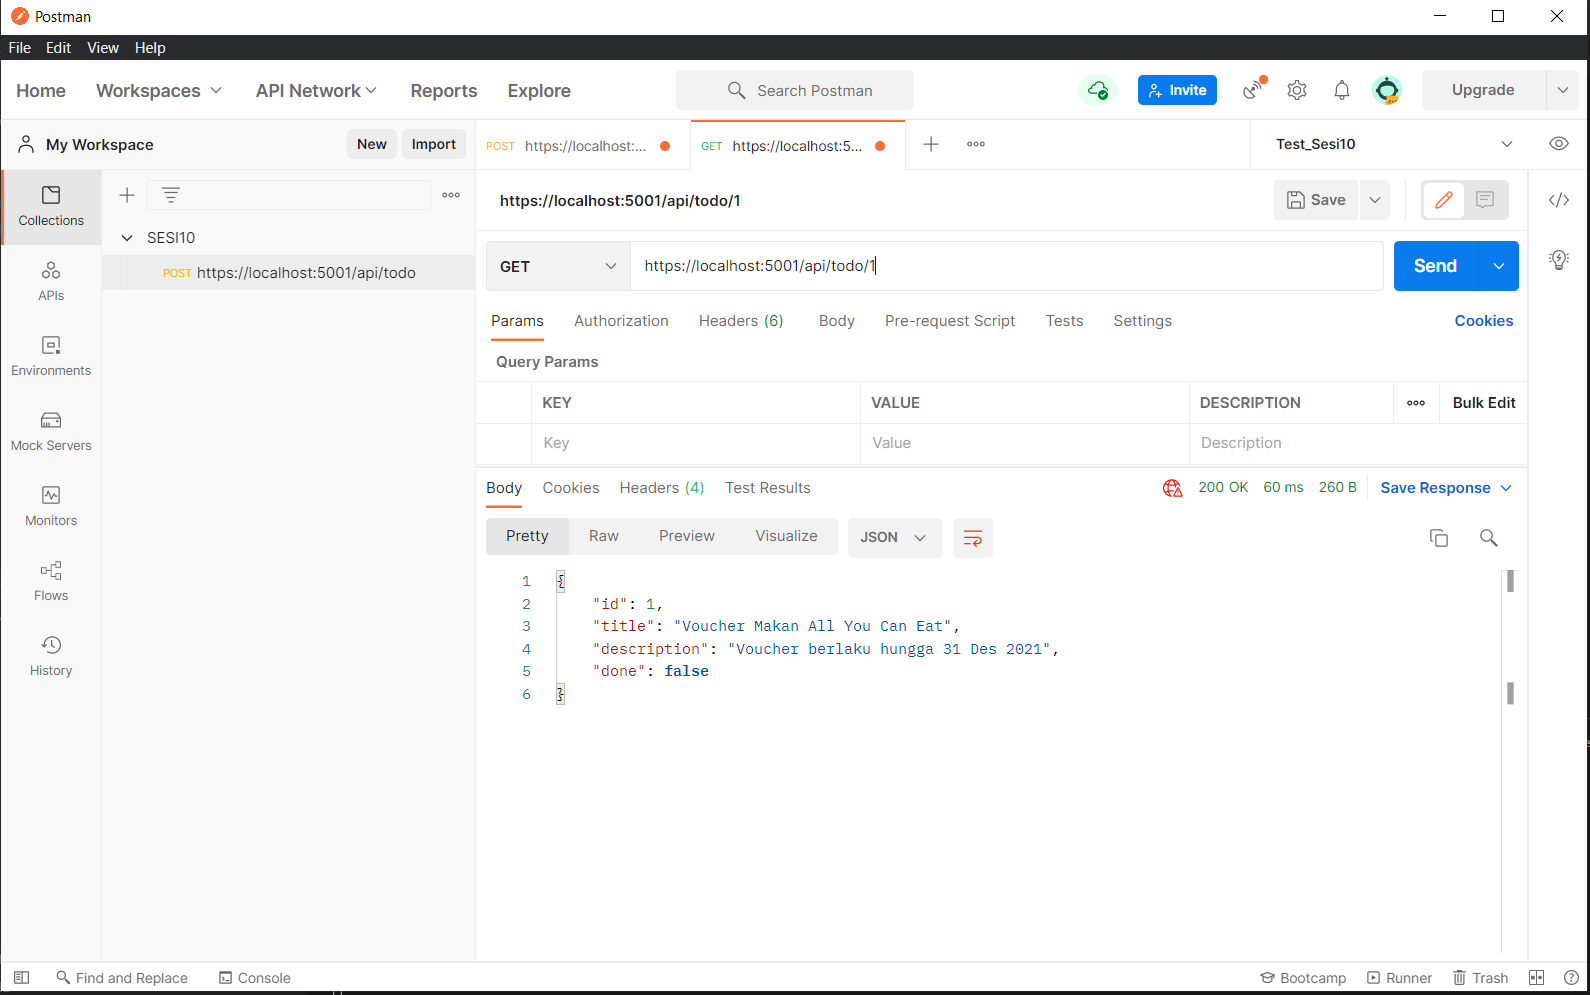 Postman
File Edit View Help
Home Workspaces API Network Reports Explore Search Postman Invite Upgrade
My Workspace New Import POST https://localhost:... GET https://localhost:5... Test_Sesi10
Collections
APIs
Environments
Mock Servers
Monitors
Flows
History
SESI10
POST https://localhost:5001/api/todo
https://localhost:5001/api/todo/1 Save
GET https://localhost:5001/api/todo/1 Send
Params Authorization Headers (6) Body Pre-request Script Tests Settings Cookies
Query Params
KEY VALUE DESCRIPTION Bulk Edit
Key Value Description
Body Cookies Headers (4) Test Results 200 OK 60 ms 260 B Save Response
Pretty Raw Preview Visualize JSON
1 {
2 "id": 1,
3 "title": "Voucher Makan All You Can Eat",
4 "description": "Voucher berlaku hungga 31 Des 2021",
5 "done": false
6 }
Find and Replace Console Bootcamp Runner Trash